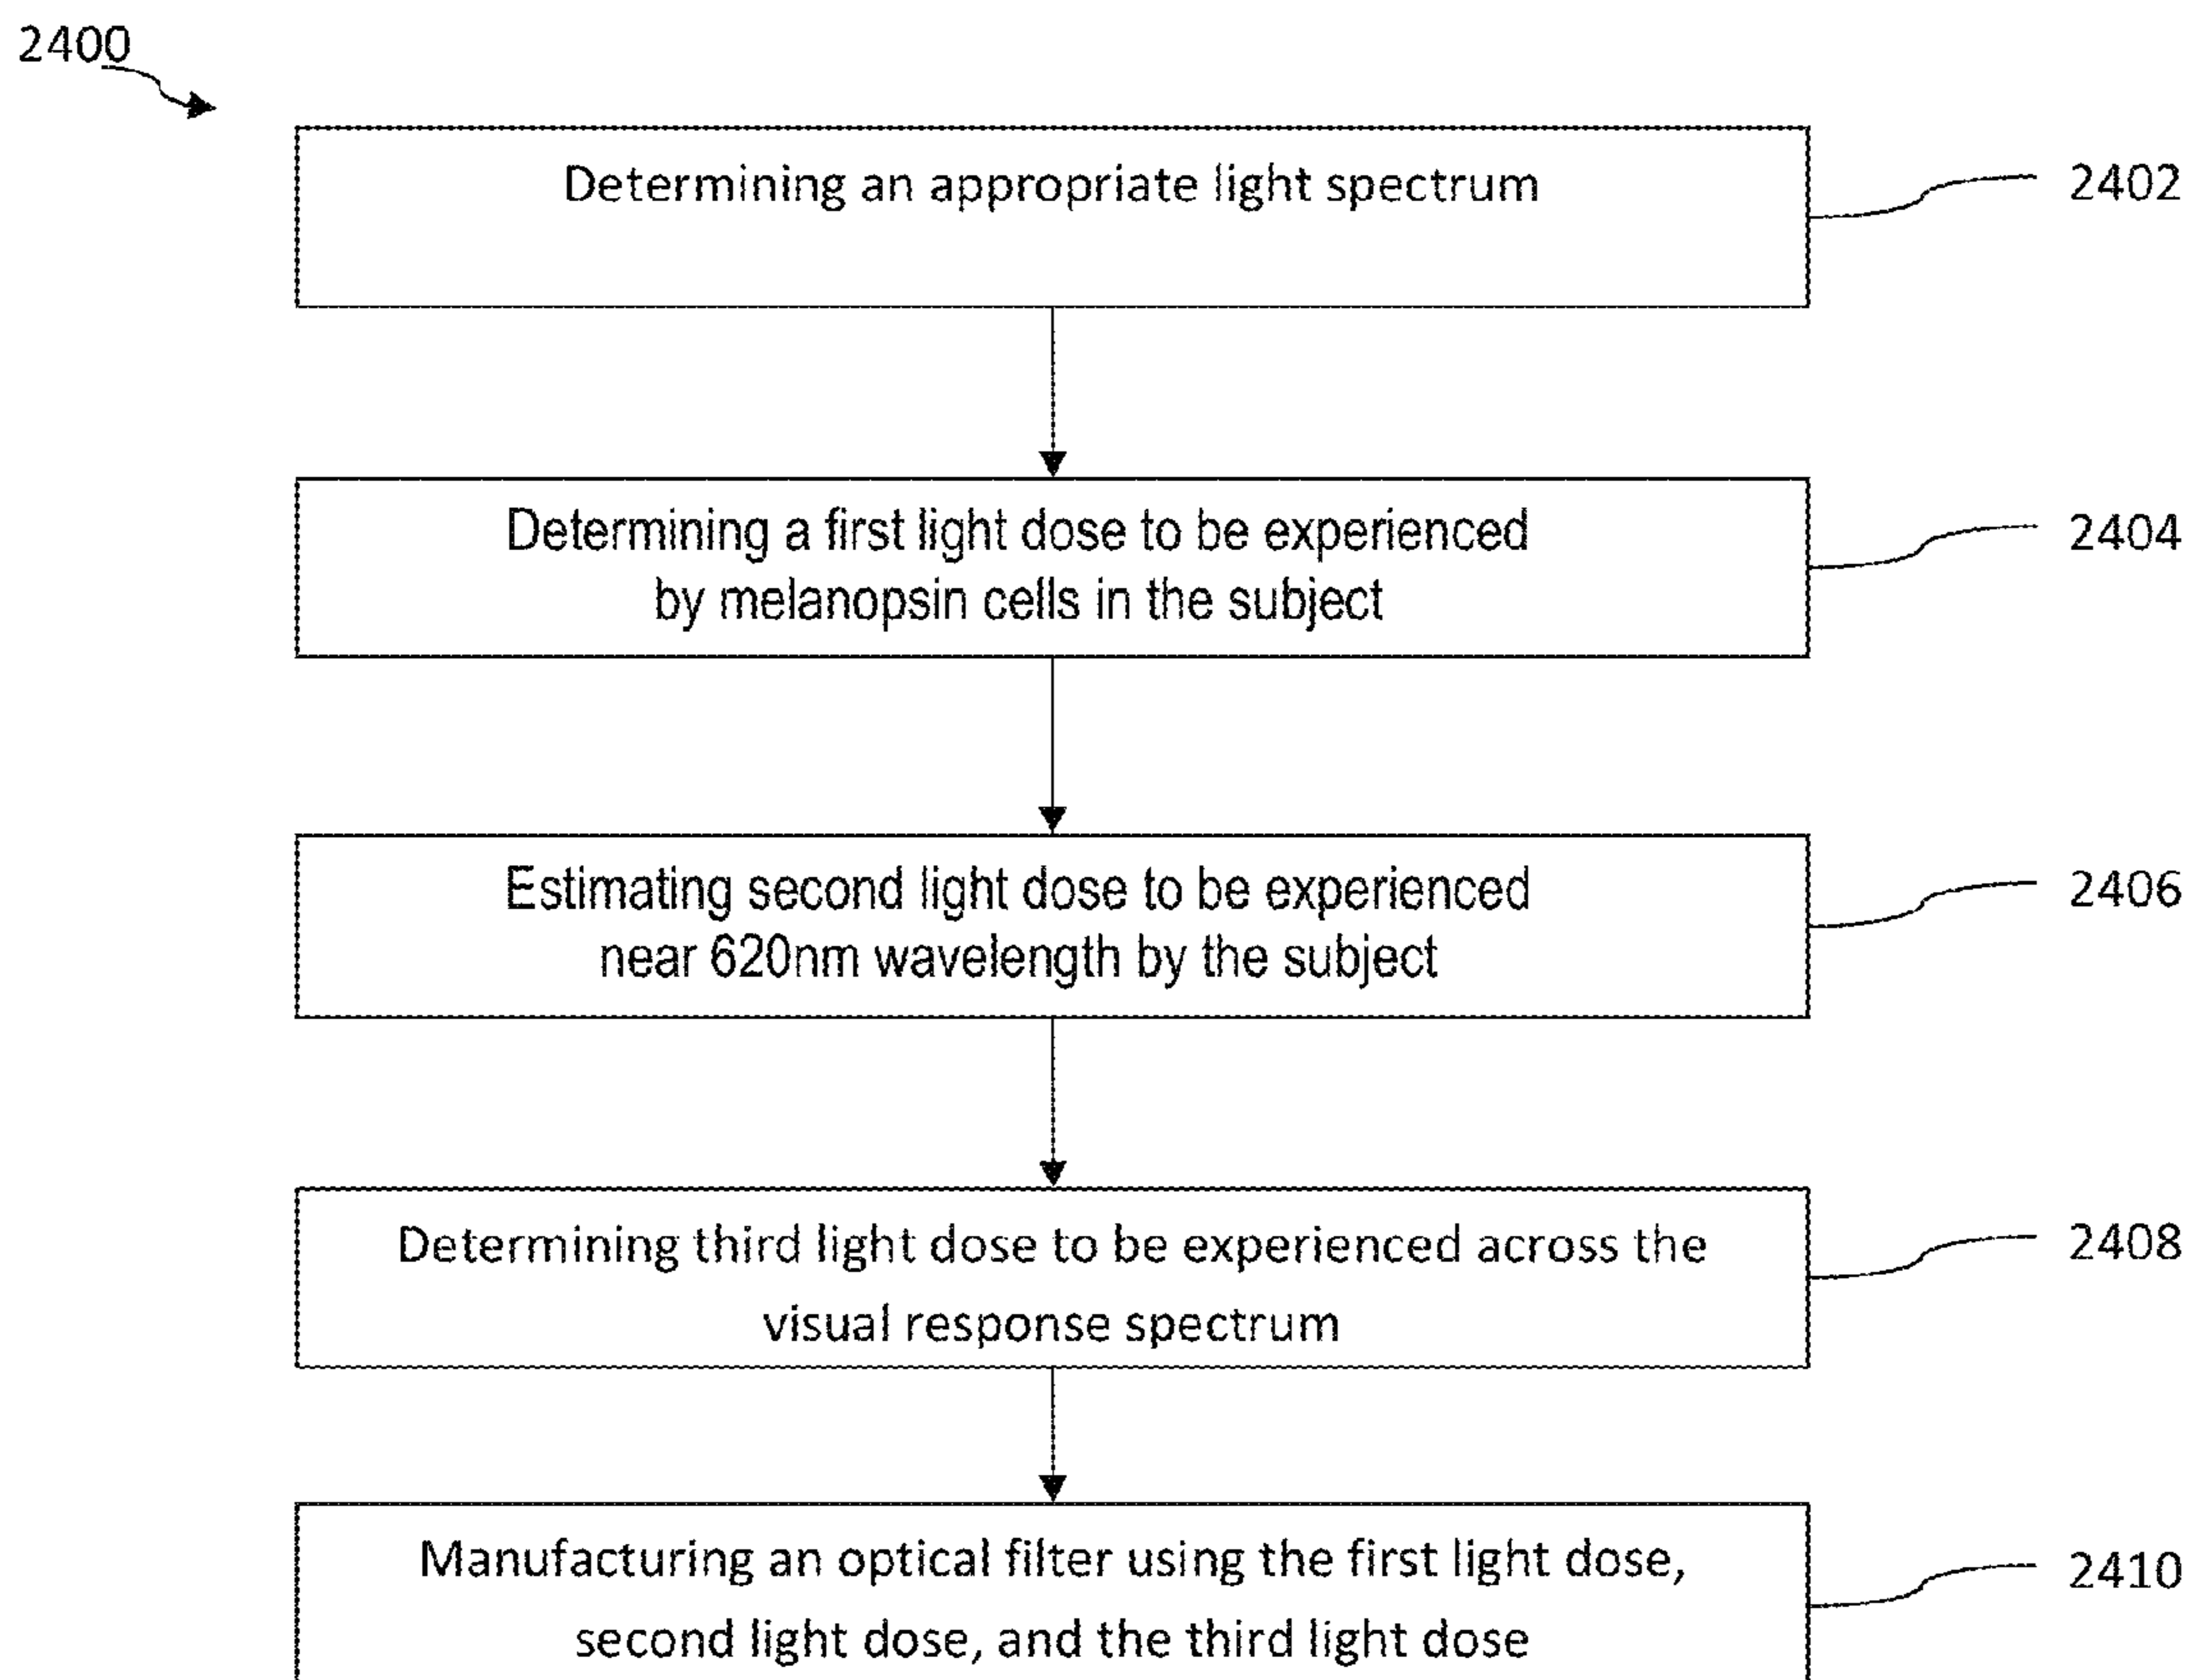 2400
Determining an appropriate light spectrum
2402
Determining a first light dose to be experienced
by melanopsin cells in the subject
2404
Estimating second light dose to be experienced
near 620nm wavelength by the subject
2406
Determining third light dose to be experienced across the
visual response spectrum
2408
Manufacturing an optical filter using the first light dose,
second light dose, and the third light dose
2410